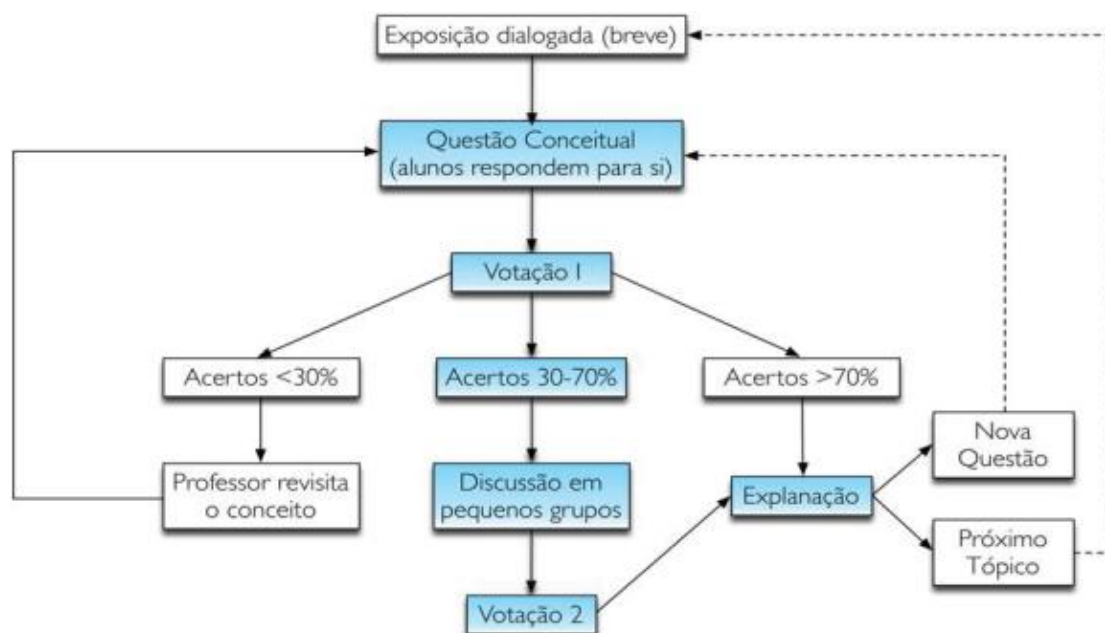 Exposição dialogada (breve)
Questão Conceitual
(alunos respondem para si)
Votação I
Acertos <30%
Acertos 30-70%
Acertos >70%
Professor revisita
o conceito
Discussão em
pequenos grupos
Explanação
Nova
Questão
Próximo
Tópico
Votação 2